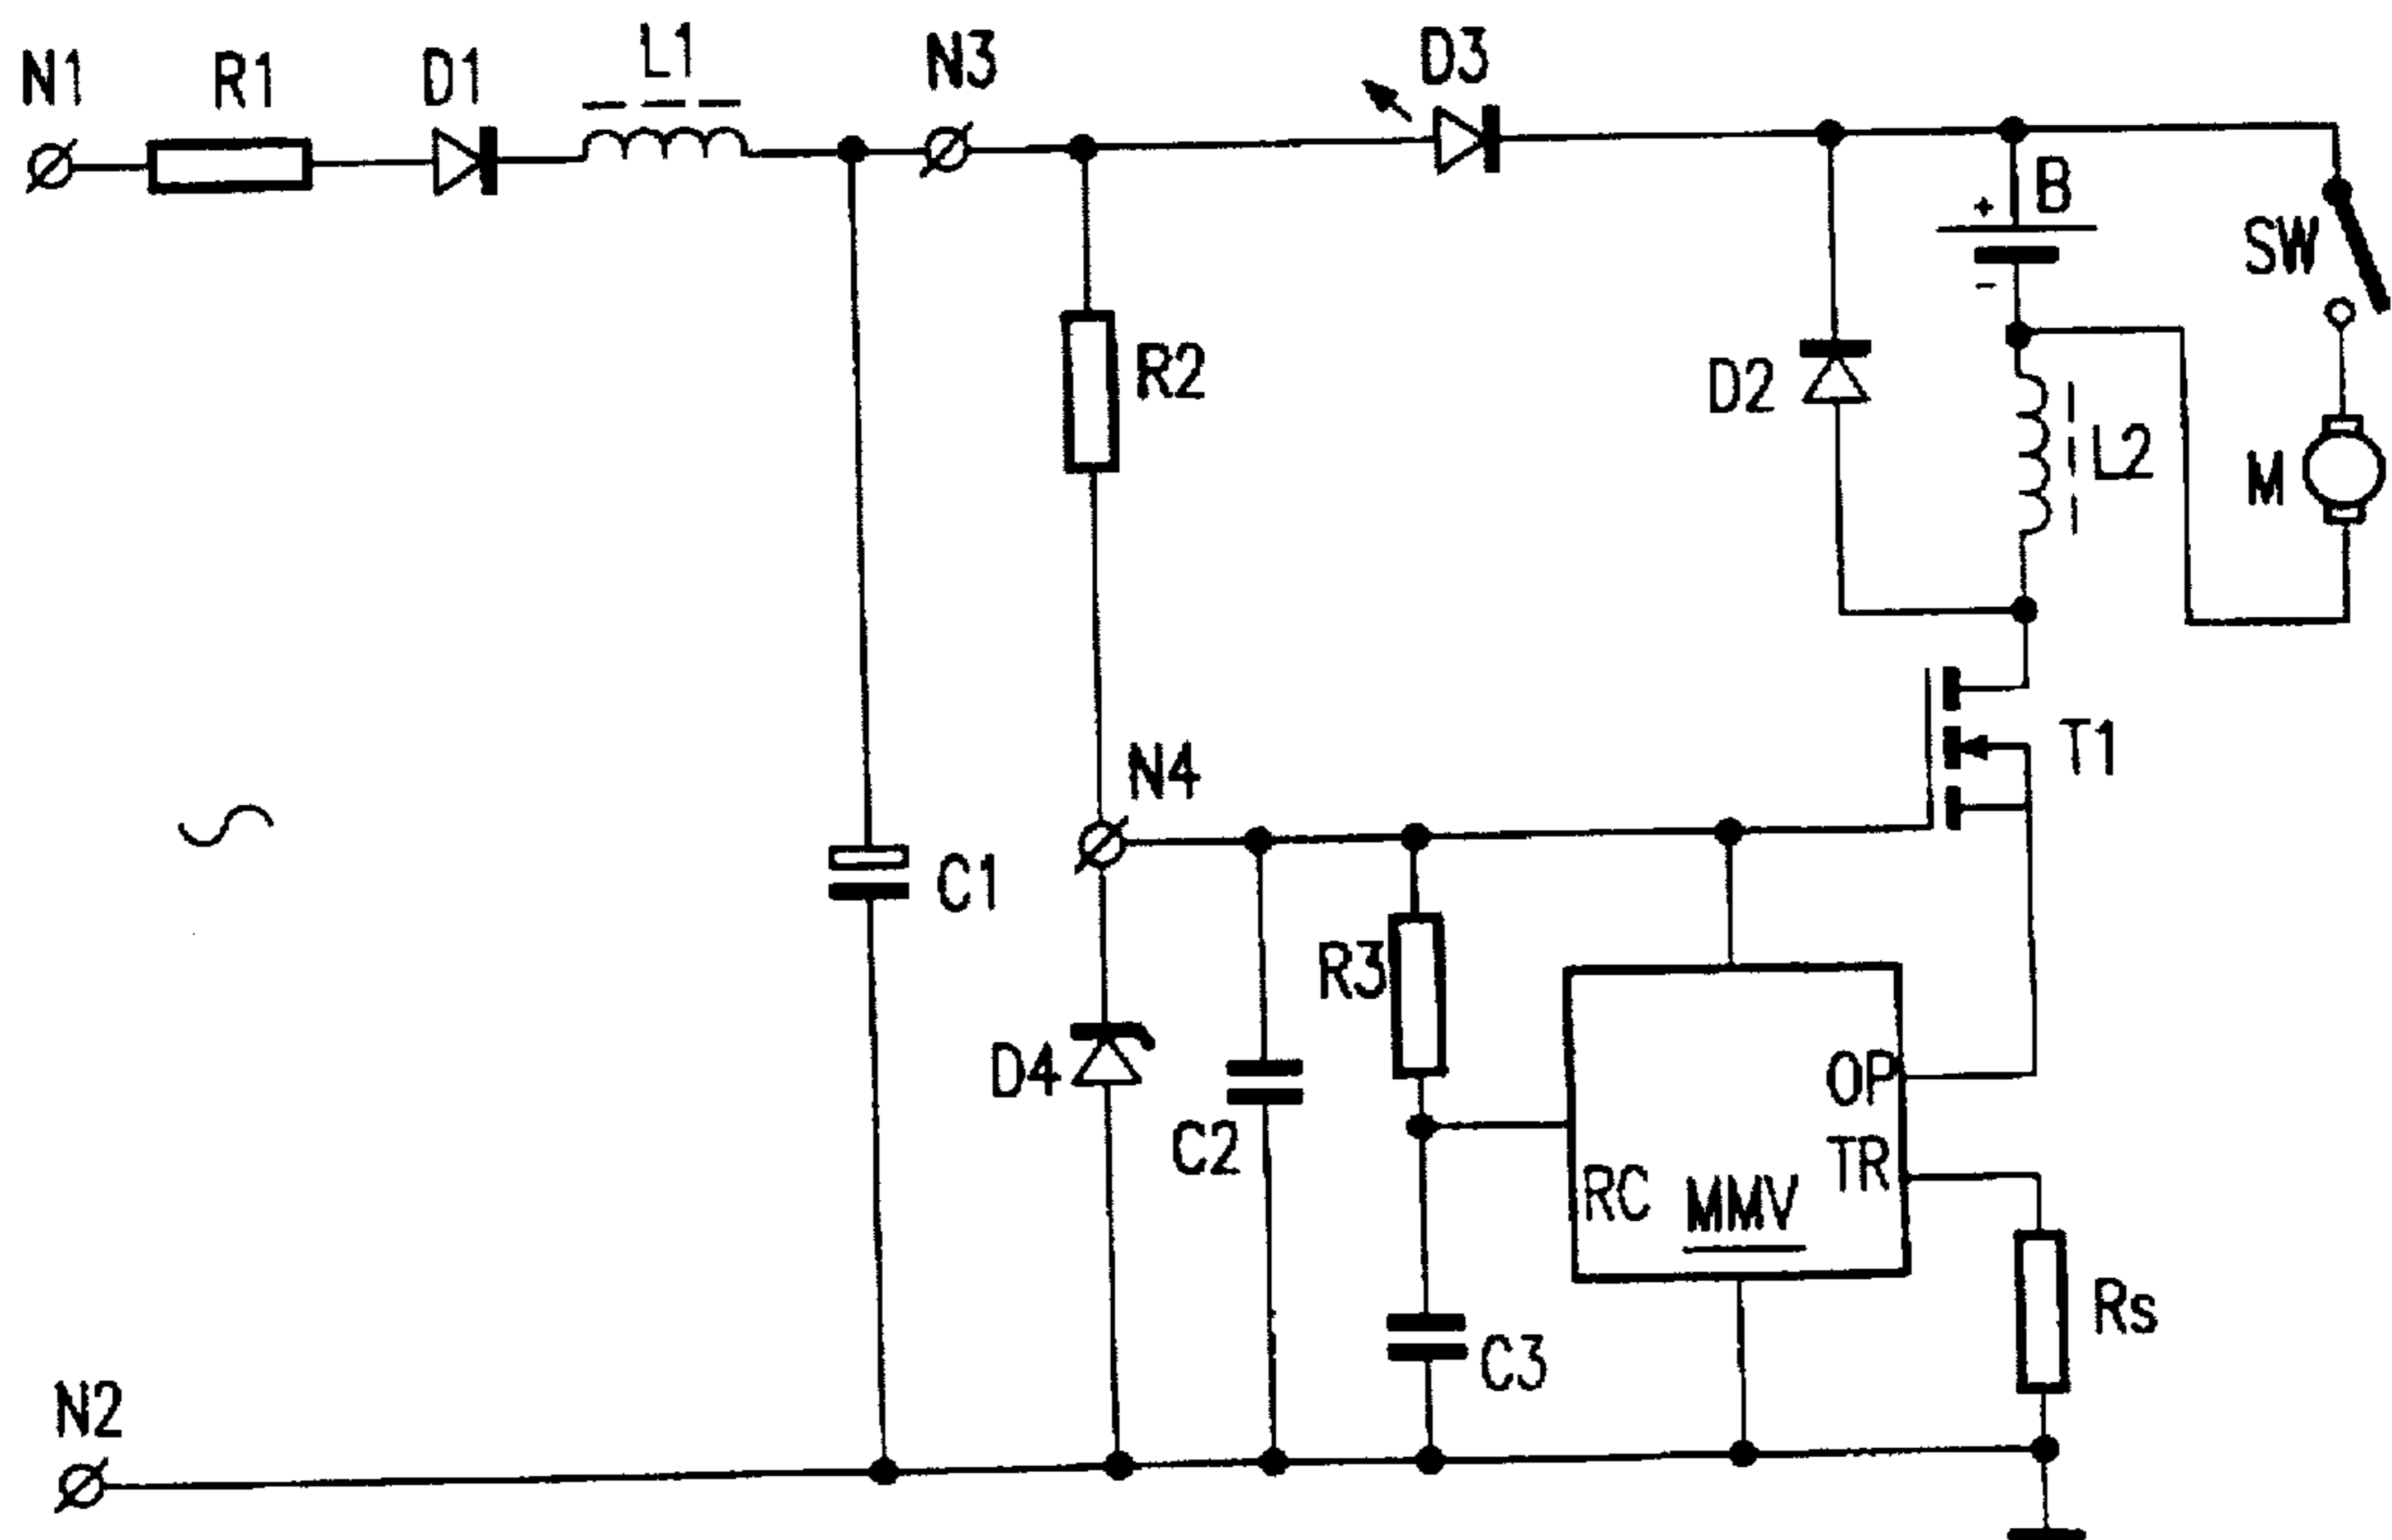 N1
R1
D1
L1
N3
D3
B
+
-
SW
R2
D2
L2
M
N4
T1
C1
R3
D4
OP
C2
TR
RC
MMV
Rs
C3
N2